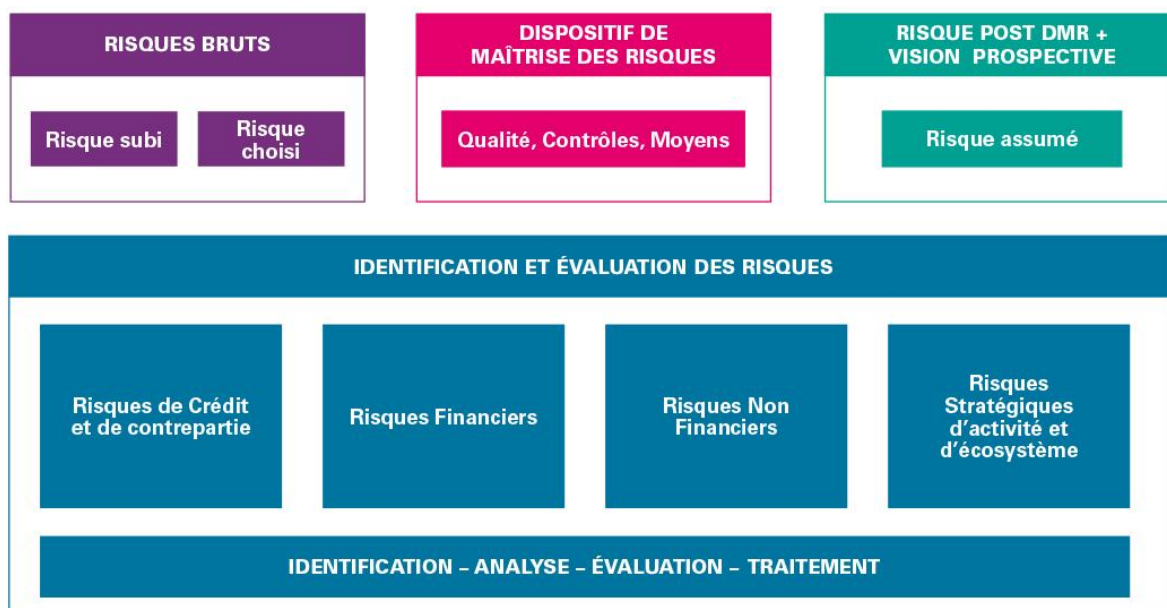 RISQUES BRUTS
Risque subi
Risque
choisi
DISPOSITIF DE
MAÎTRISE DES RISQUES
Qualité, Contrôles, Moyens
RISQUE POST DMR +
VISION PROSPECTIVE
Risque assumé
IDENTIFICATION ET ÉVALUATION DES RISQUES
Risques de Crédit
et de contrepartie
Risques Financiers
Risques Non
Financiers
Risques
Stratégiques
d’activité et
d’écosystème
IDENTIFICATION – ANALYSE – ÉVALUATION – TRAITEMENT